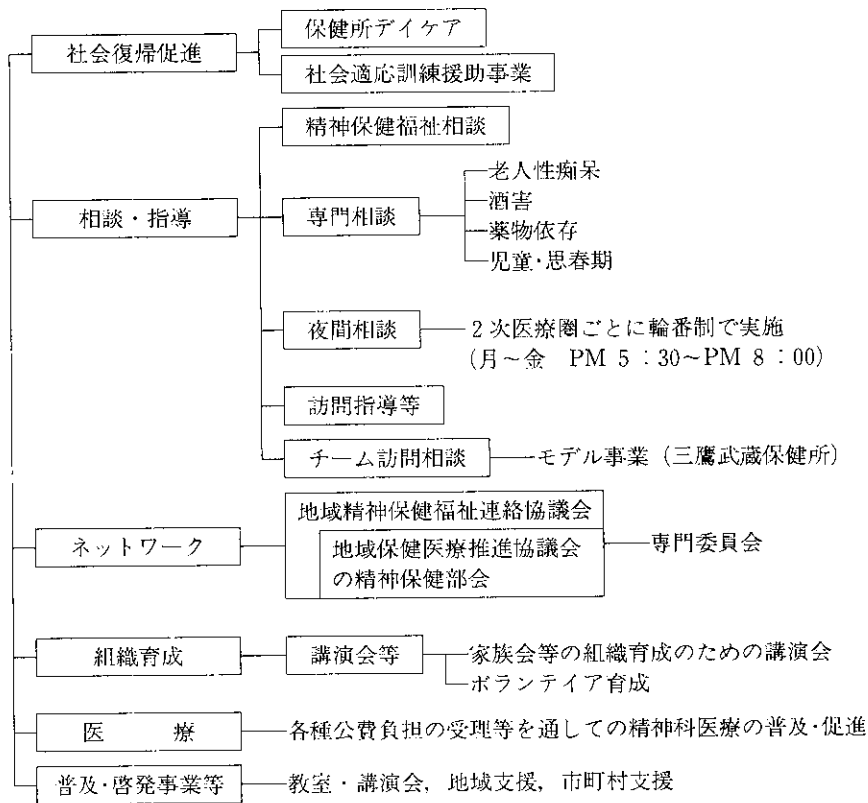 保健所デイケア
社会復帰促進
社会適応訓練援助事業
精神保健福祉相談
老人性痴呆
酒害
相談・指導
専門相談
薬物依存
児童・思春期
夜間相談
2次医療圏ごとに輪番制で実施
(月～金 PM 5:30～PM 8:00)
訪問指導等
チーム訪問相談
モデル事業(三鷹武蔵保健所)
地域精神保健福祉連絡協議会
ネットワーク
地域保健医療推進協議会
の精神保健部会
専門委員会
組織育成
講演会等
家族会等の組織育成のための講演会
ボランテイア育成
医 療
各種公費負担の受理等を通しての精神科医療の普及・促進
普及・啓発事業等
教室・講演会，地域支援，市町村支援